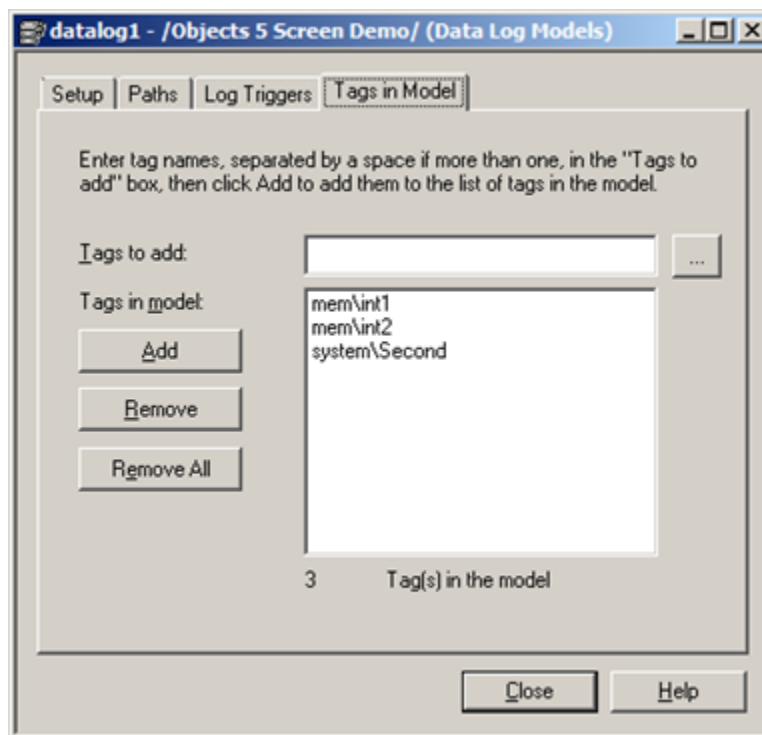 datalog1 - /Objects 5 Screen Demo/ (Data Log Models)
Setup Paths Log Triggers Tags in Model
Enter tag names, separated by a space if more than one, in the "Tags to
add" box, then click Add to add them to the list of tags in the model.
Tags to add:
...
Tags in model:
mem\int1
mem\int2
system\Second
Add
Remove
Remove All
3 Tag(s) in the model
Close Help